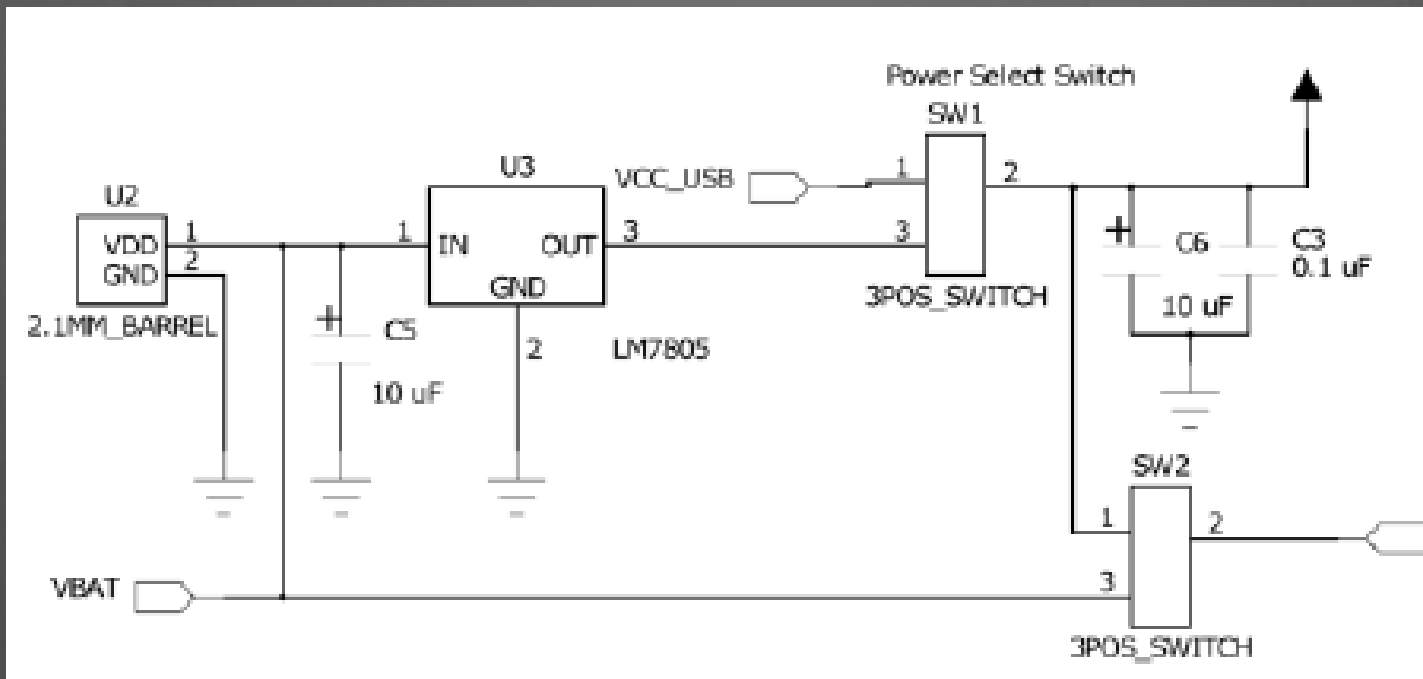 Power Select Switch
SW1
U3
VCC_USB
1
2
U2
VDD
1
GND
2
1
IN
OUT
3
GND
3
3POS_SWITCH
2.1MM_BARREL
+
C5
10 uF
2
LM7805
+
C6
10 uF
C3
0.1 uF
SW2
1
2
3
VBAT
3POS_SWITCH